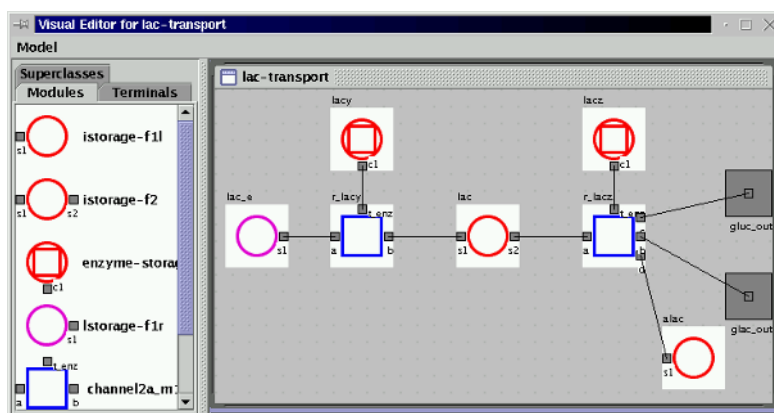 Visual Editor for lac-transport
Model
Superclasses
Modules
Terminals
s1
istorage-f1l
s1
s2
istorage-f2
c1
enzyme-stora
s1
lstorage-f1r
t_enz
a
b
channel2a_m
lac-transport
lacy
c1
lacz
c1
lac_e
s1
r_lacy
t_enz
a
b
lac
s1
s2
r_lacz
t_enz
a
c
b
d
gluc_out
glac_out
alac
s1